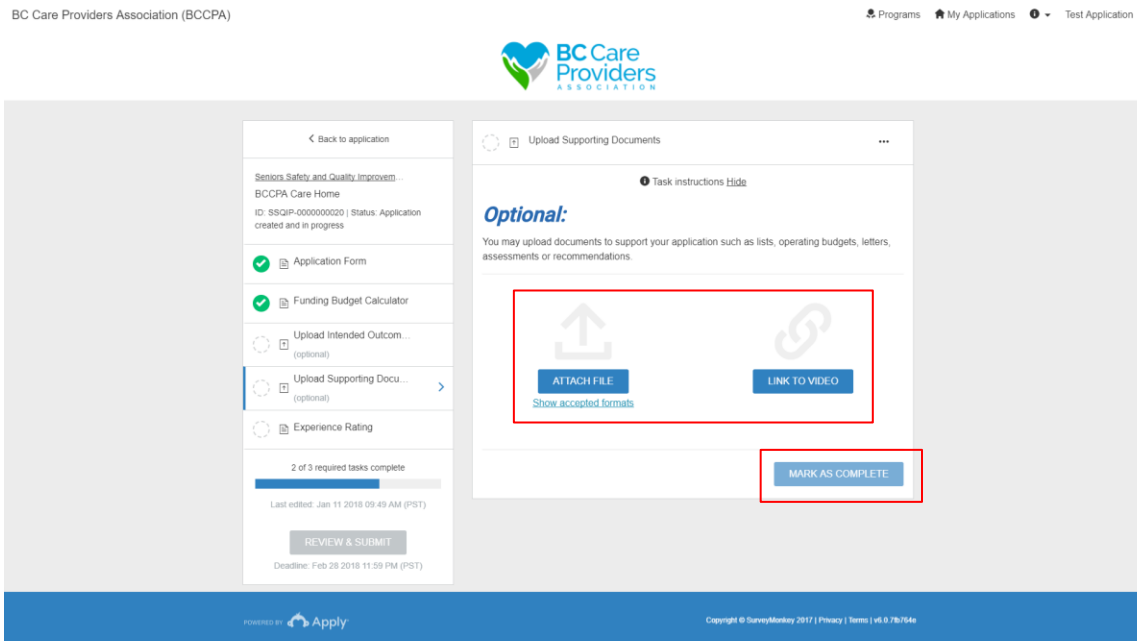 BC Care Providers Association (BCCPA)
Programs My Applications Test Application
BC Care
Providers
ASSOCIATION
Back to application
Seniors Safety and Quality Improvem...
BCCPA Care Home
ID: SSQIP-0000000020 | Status: Application
created and in progress
Application Form
Funding Budget Calculator
Upload Intended Outcom...
(optional)
Upload Supporting Docu...
(optional)
Experience Rating
2 of 3 required tasks complete
Last edited: Jan 11 2018 09:49 AM (PST)
REVIEW & SUBMIT
Deadline: Feb 28 2018 11:59 PM (PST)
Upload Supporting Documents
...
Task instructions Hide
Optional:
You may upload documents to support your application such as lists, operating budgets, letters,
assessments or recommendations.
ATTACH FILE
Show accepted formats
LINK TO VIDEO
MARK AS COMPLETE
POWERED BY Apply
Copyright © SurveyMonkey 2017 | Privacy | Terms | v6.0.7fb764e